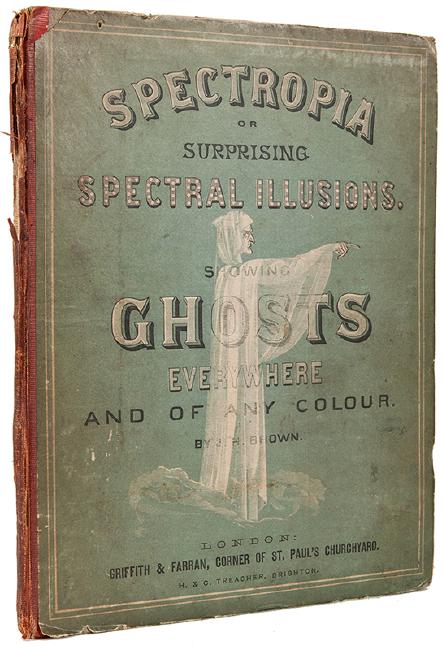 SPECTROPIA
OR
SURPRISING
SPECTRAL ILLUSIONS.
SHOWING
GHOSTS
EVERYWHERE
AND OF ANY COLOUR.
BY J. H. BROWN.
LONDON:
GRIFFITH & FARRAN, CORNER OF ST. PAUL'S CHURCHYARD.
H. & C. TREACHER, BRIGHTON.